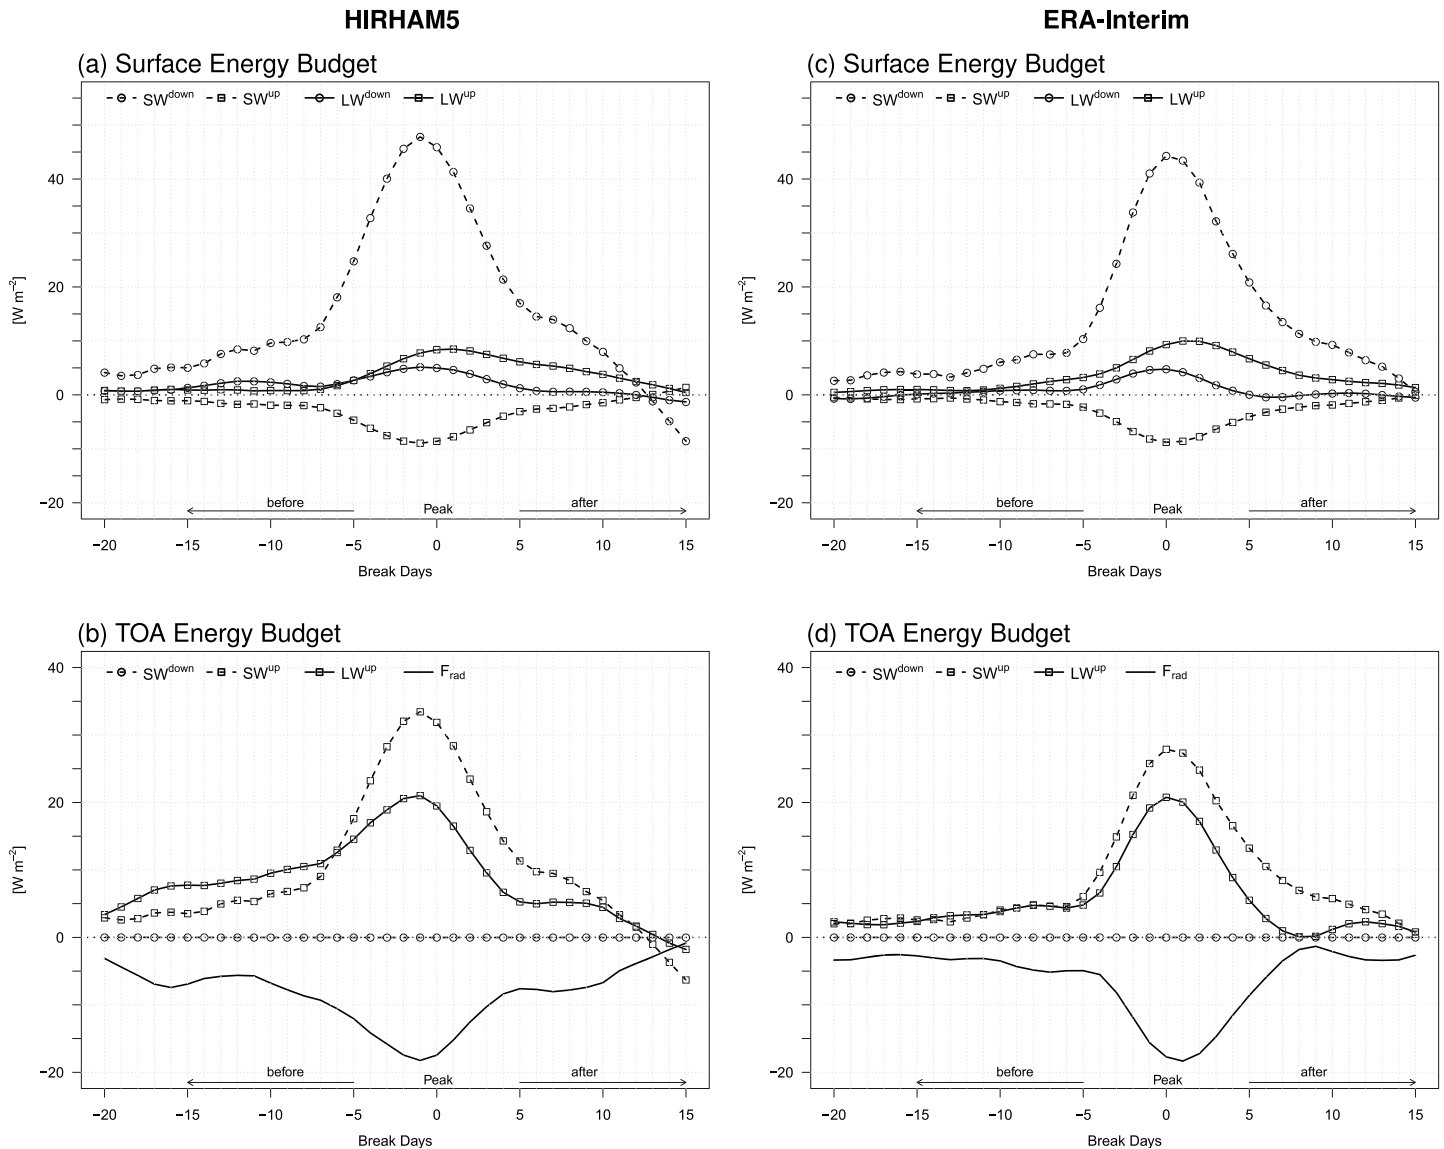 HIRHAM5
ERA-Interim
(a) Surface Energy Budget
SW^down SW^up LW^down LW^up
40
20
0
−20
[W m⁻²]
before Peak after
−20 −15 −10 −5 0 5 10 15
Break Days
(c) Surface Energy Budget
SW^down SW^up LW^down LW^up
40
20
0
−20
[W m⁻²]
before Peak after
−20 −15 −10 −5 0 5 10 15
Break Days
(b) TOA Energy Budget
SW^down SW^up LW^up F_rad
40
20
0
−20
[W m⁻²]
before Peak after
−20 −15 −10 −5 0 5 10 15
Break Days
(d) TOA Energy Budget
SW^down SW^up LW^up F_rad
40
20
0
−20
[W m⁻²]
before Peak after
−20 −15 −10 −5 0 5 10 15
Break Days